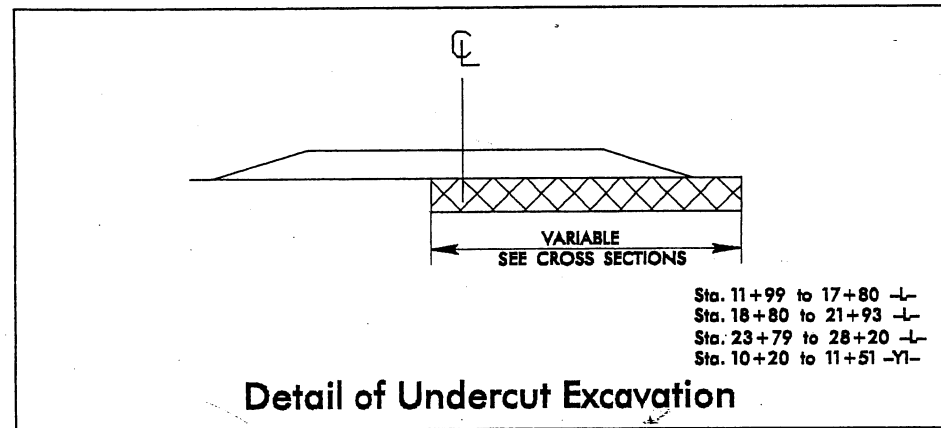 CL
VARIABLE
SEE CROSS SECTIONS
Sta. 11+99 to 17+80 -L-
Sta. 18+80 to 21+93 -L-
Sta. 23+79 to 28+20 -L-
Sta. 10+20 to 11+51 -Y1-
Detail of Undercut Excavation